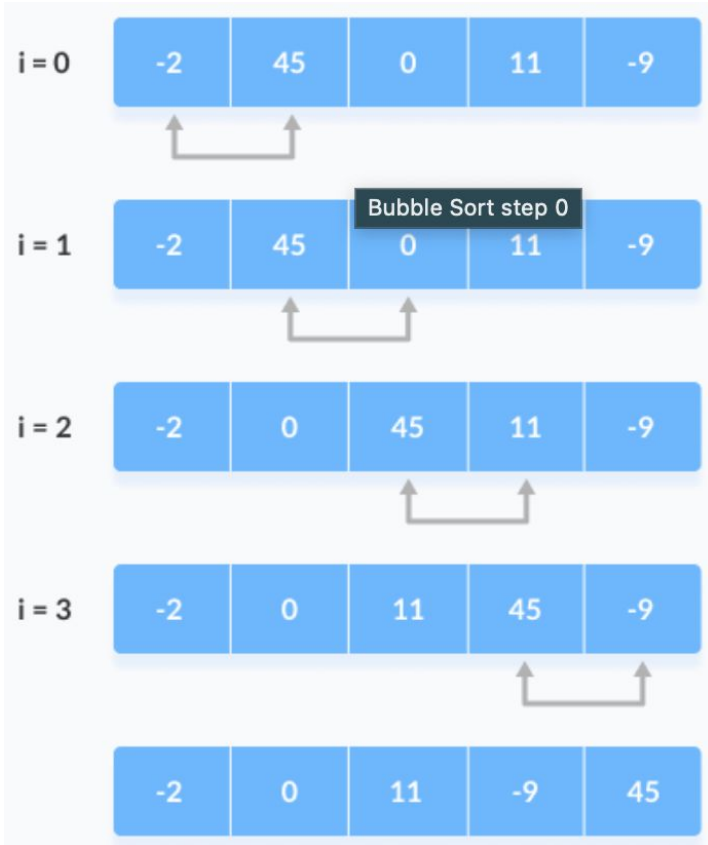 i = 0 -2 45 0 11 -9
Bubble Sort step 0
i = 1 -2 45 0 11 -9
i = 2 -2 0 45 11 -9
i = 3 -2 0 11 45 -9
-2 0 11 -9 45